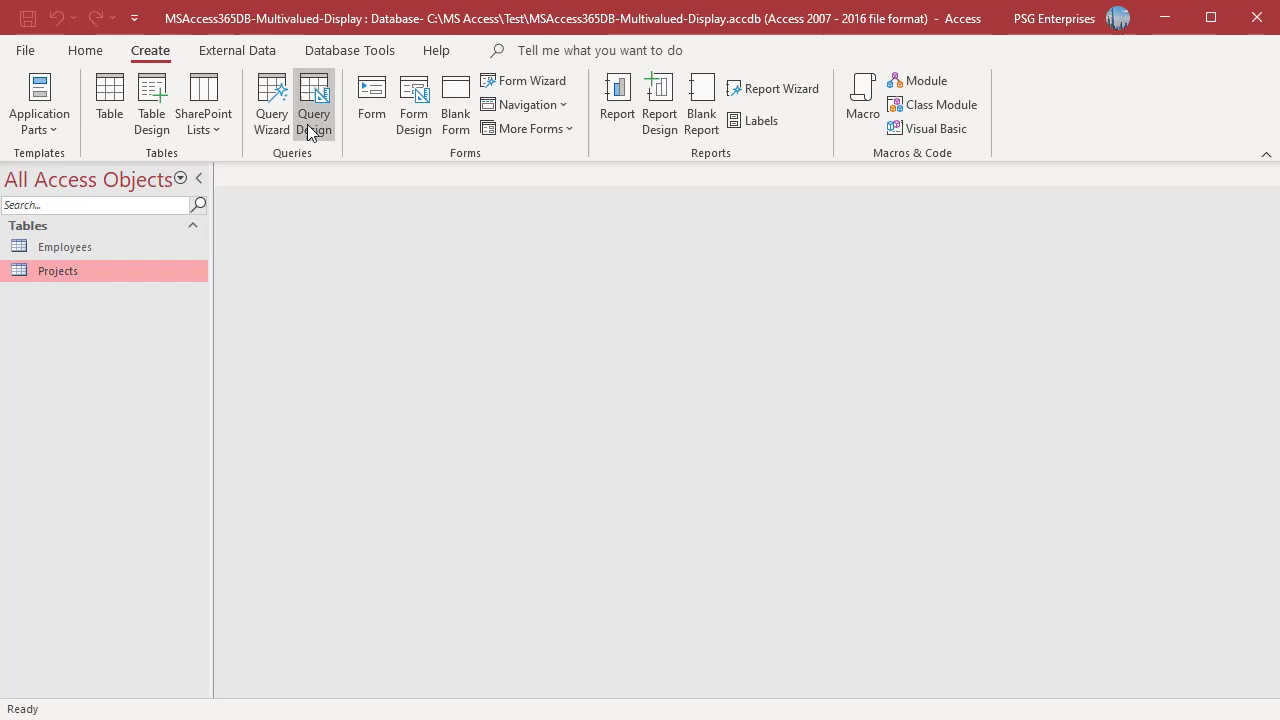 MSAccess365DB-Multivalued-Display : Database- C:\MS Access\Test\MSAccess365DB-Multivalued-Display.accdb (Access 2007 - 2016 file format) - Access
PSG Enterprises
File Home Create External Data Database Tools Help Tell me what you want to do
Application Parts
Templates
Table
Table Design
SharePoint Lists
Tables
Query Wizard
Query Design
Queries
Form
Form Design
Blank Form
Form Wizard
Navigation
More Forms
Forms
Report
Report Design
Blank Report
Report Wizard
Labels
Reports
Macro
Module
Class Module
Visual Basic
Macros & Code
All Access Objects
Search...
Tables
Employees
Projects
Ready